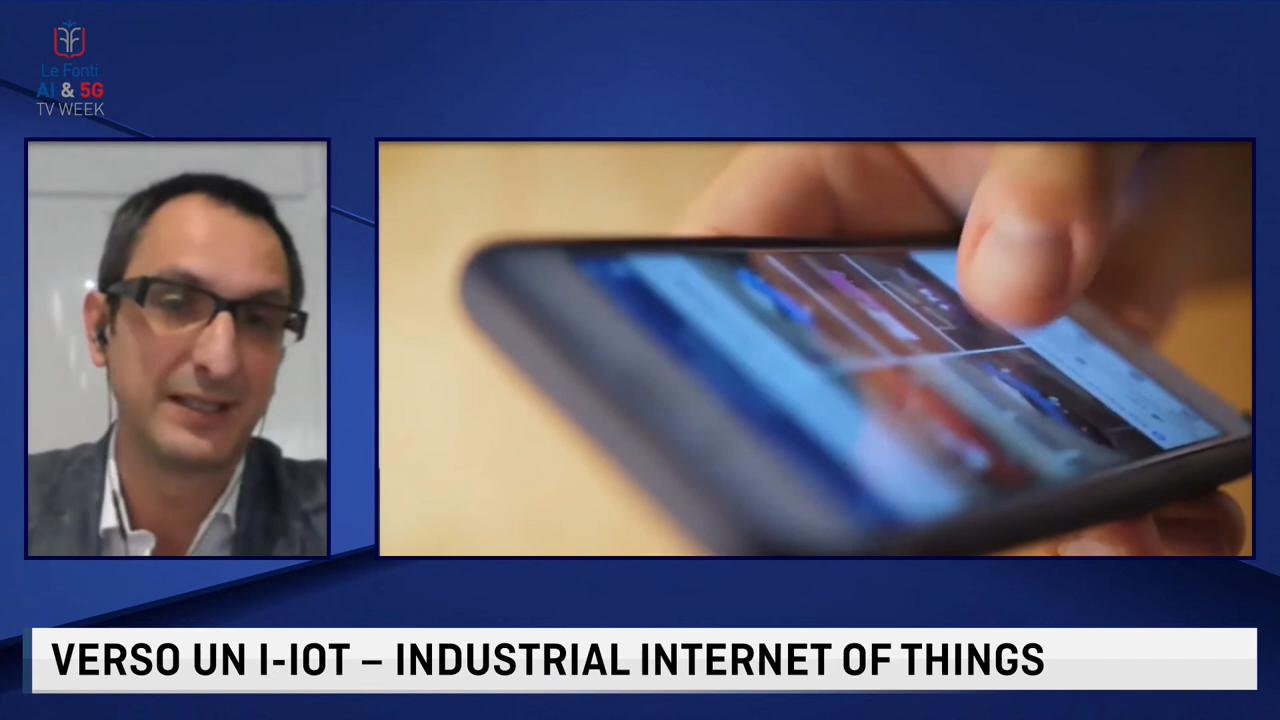 Le Fonti
AI & 5G
TV WEEK
VERSO UN I-IOT – INDUSTRIAL INTERNET OF THINGS